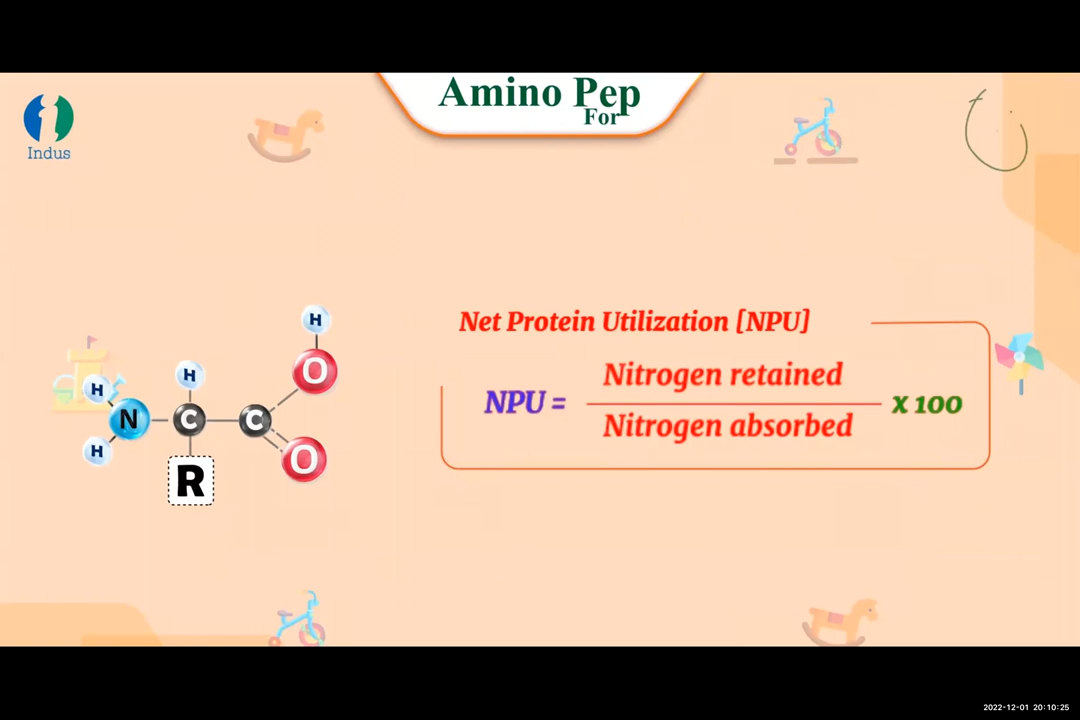 Amino Pep
For
Indus
Net Protein Utilization [NPU]
NPU = Nitrogen retained X 100
Nitrogen absorbed
H
H
O
H
N
C
C
H
O
R
2022-12-01 20:10:25